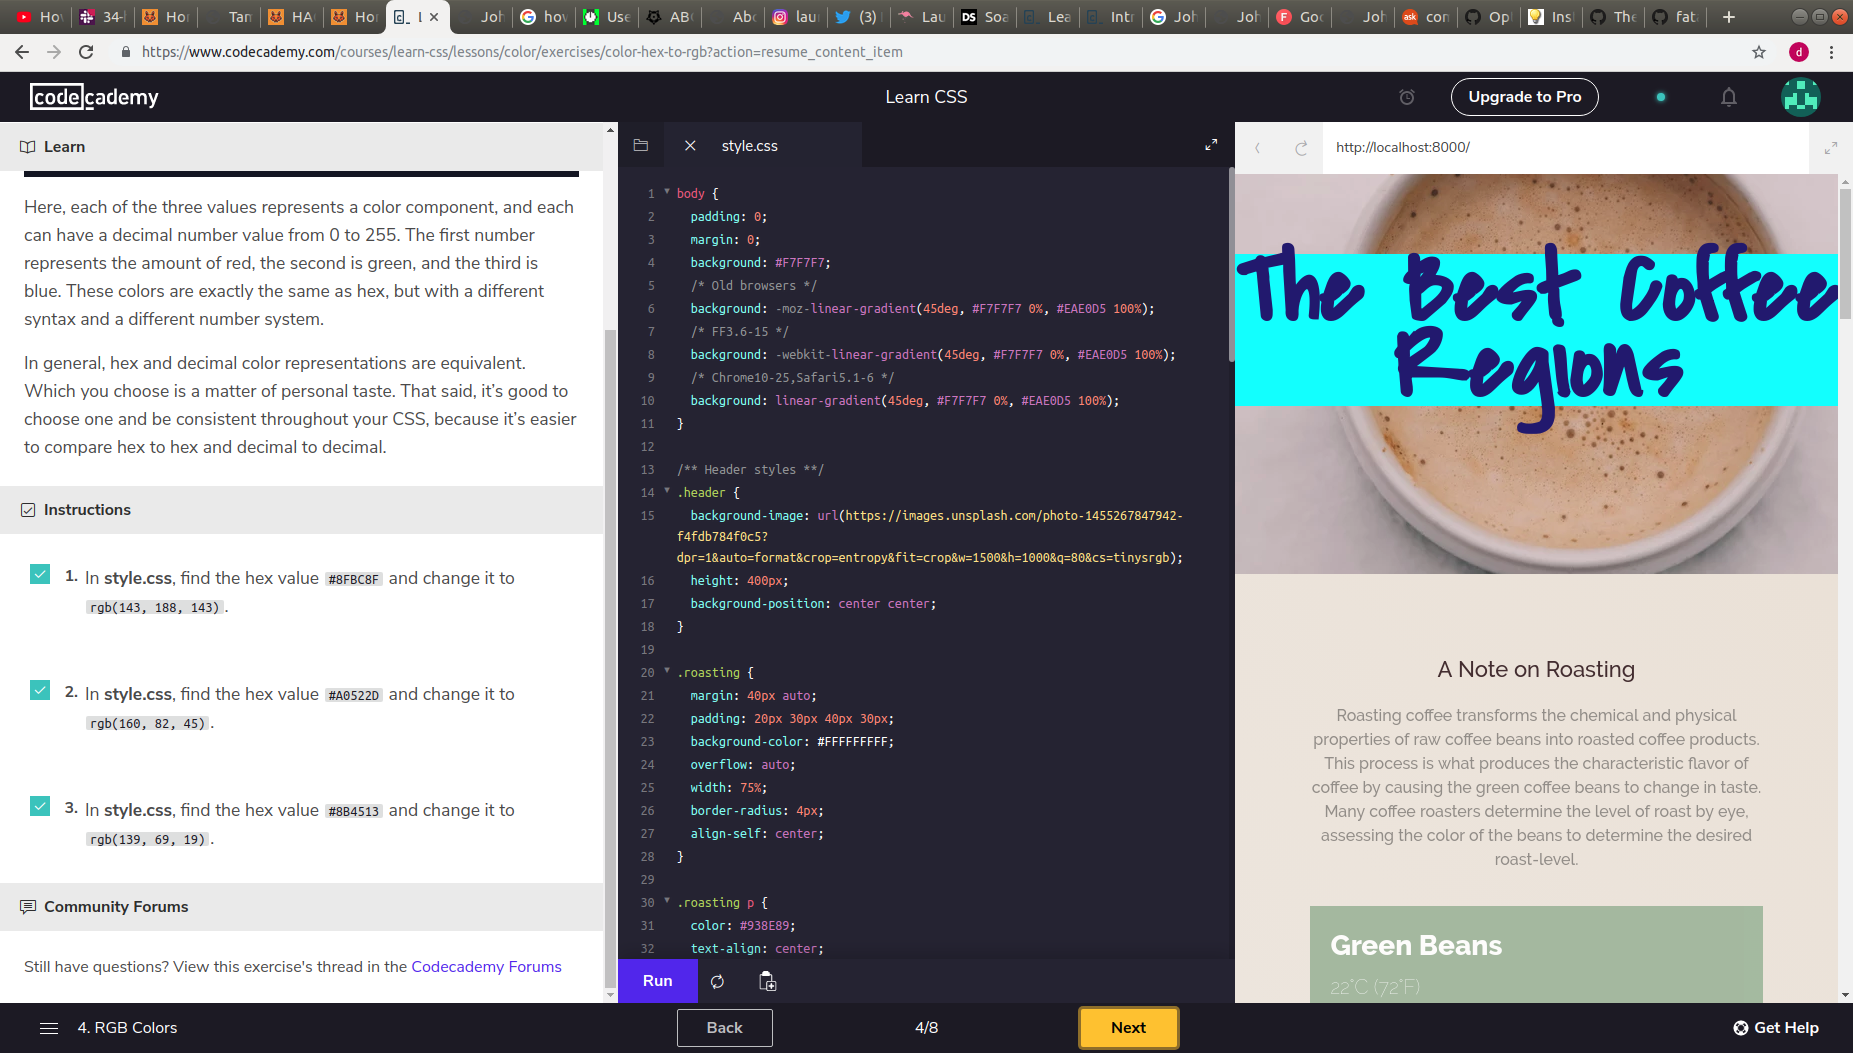 Hov
34-
Hor
Tan
HA
Hor
Joh
hov
Use
AB
Abc
laur
(3)
Lau
DS Soa
Lea
Intr
Joh
Joh
Goo
Joh
ask con
Opt
Inst
The
fata
https://www.codecademy.com/courses/learn-css/lessons/color/exercises/color-hex-to-rgb?action=resume_content_item
d
codecademy
Learn CSS
Upgrade to Pro
Learn
Here, each of the three values represents a color component, and each
can have a decimal number value from 0 to 255. The first number
represents the amount of red, the second is green, and the third is
blue. These colors are exactly the same as hex, but with a different
syntax and a different number system.
In general, hex and decimal color representations are equivalent.
Which you choose is a matter of personal taste. That said, it's good to
choose one and be consistent throughout your CSS, because it's easier
to compare hex to hex and decimal to decimal.
Instructions
1. In style.css, find the hex value #8FBC8F and change it to
rgb(143, 188, 143).
2. In style.css, find the hex value #A0522D and change it to
rgb(160, 82, 45).
3. In style.css, find the hex value #8B4513 and change it to
rgb(139, 69, 19).
Community Forums
Still have questions? View this exercise's thread in the Codecademy Forums
style.css
1 body {
2 padding: 0;
3 margin: 0;
4 background: #F7F7F7;
5 /* Old browsers */
6 background: -moz-linear-gradient(45deg, #F7F7F7 0%, #EAE0D5 100%);
7 /* FF3.6-15 */
8 background: -webkit-linear-gradient(45deg, #F7F7F7 0%, #EAE0D5 100%);
9 /* Chrome10-25,Safari5.1-6 */
10 background: linear-gradient(45deg, #F7F7F7 0%, #EAE0D5 100%);
11 }
12
13 /** Header styles **/
14 .header {
15 background-image: url(https://images.unsplash.com/photo-1455267847942-
f4fdb784f0c5?
dpr=1&auto=format&crop=entropy&fit=crop&w=1500&h=1000&q=80&cs=tinysrgb);
16 height: 400px;
17 background-position: center center;
18 }
19
20 .roasting {
21 margin: 40px auto;
22 padding: 20px 30px 40px 30px;
23 background-color: #FFFFFFFFF;
24 overflow: auto;
25 width: 75%;
26 border-radius: 4px;
27 align-self: center;
28 }
29
30 .roasting p {
31 color: #938E89;
32 text-align: center;
Run
http://localhost:8000/
The Best Coffee
Regions
A Note on Roasting
Roasting coffee transforms the chemical and physical
properties of raw coffee beans into roasted coffee products.
This process is what produces the characteristic flavor of
coffee by causing the green coffee beans to change in taste.
Many coffee roasters determine the level of roast by eye,
assessing the color of the beans to determine the desired
roast-level.
Green Beans
22°C (72°F)
4. RGB Colors
Back
4/8
Next
Get Help